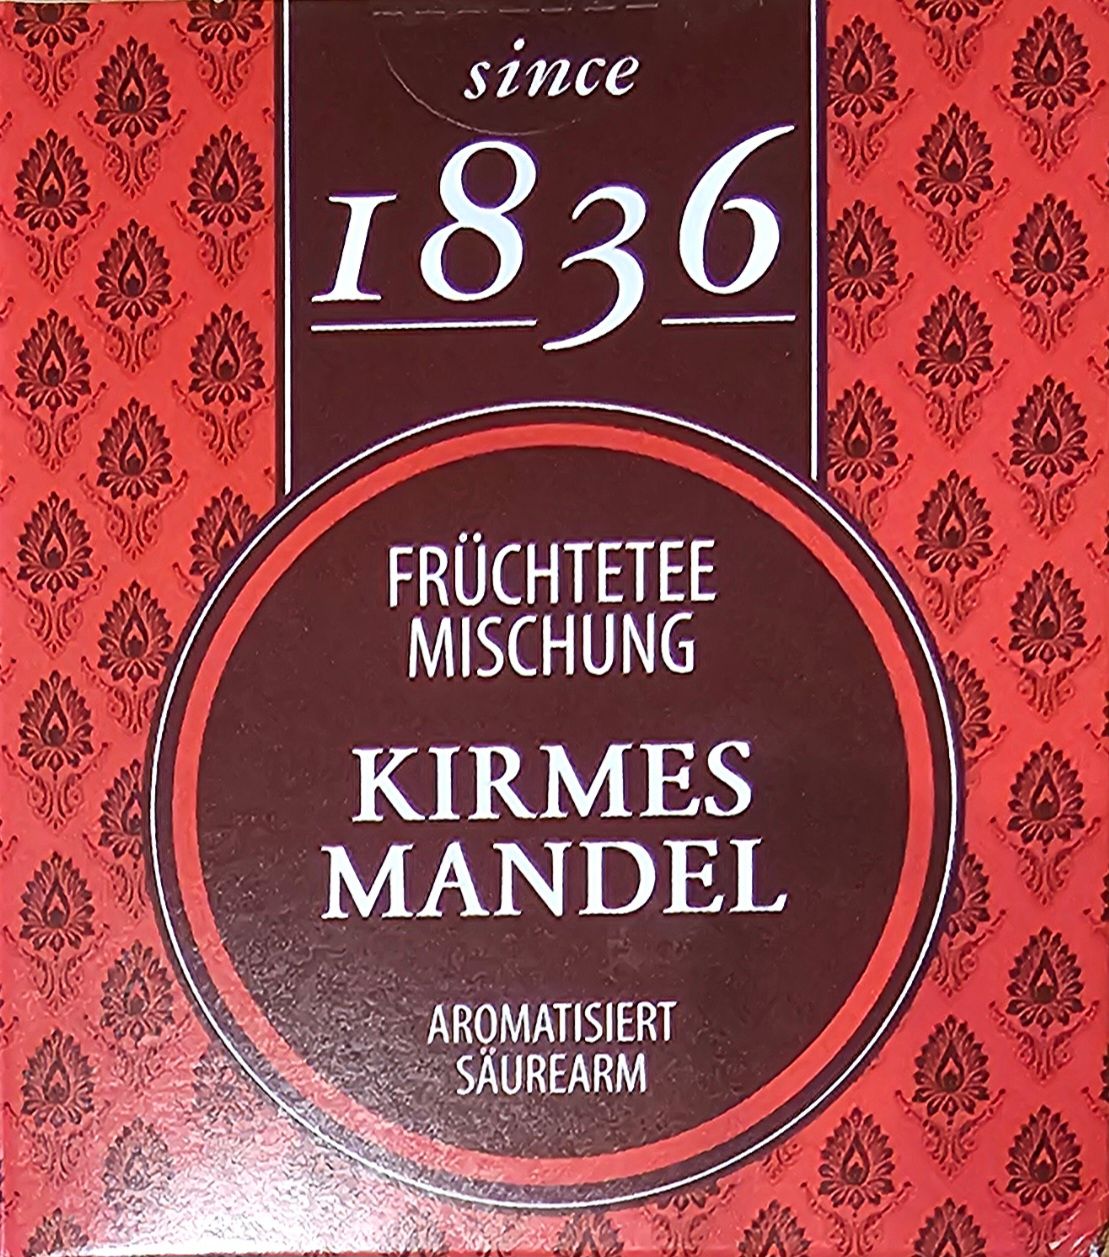 since
1836
FRÜCHTETEE
MISCHUNG
KIRMES
MANDEL
AROMATISIERT
SÄUREARM